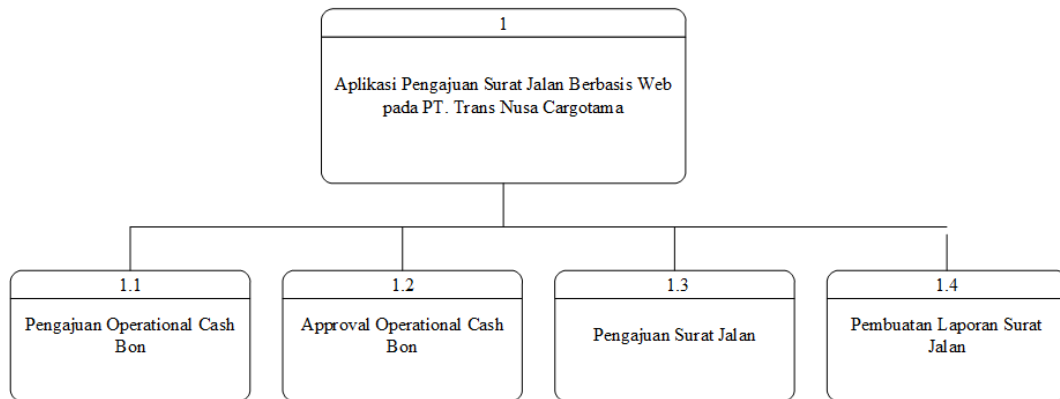 1
Aplikasi Pengajuan Surat Jalan Berbasis Web
pada PT. Trans Nusa Cargotama
1.1
Pengajuan Operational Cash
Bon
1.2
Approval Operational Cash
Bon
1.3
Pengajuan Surat Jalan
1.4
Pembuatan Laporan Surat
Jalan